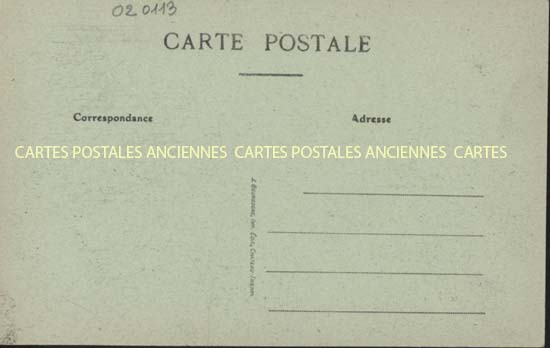 02 0113
CARTE POSTALE
Correspondance
Adresse
CARTES POSTALES ANCIENNES CARTES POSTALES ANCIENNES CARTES